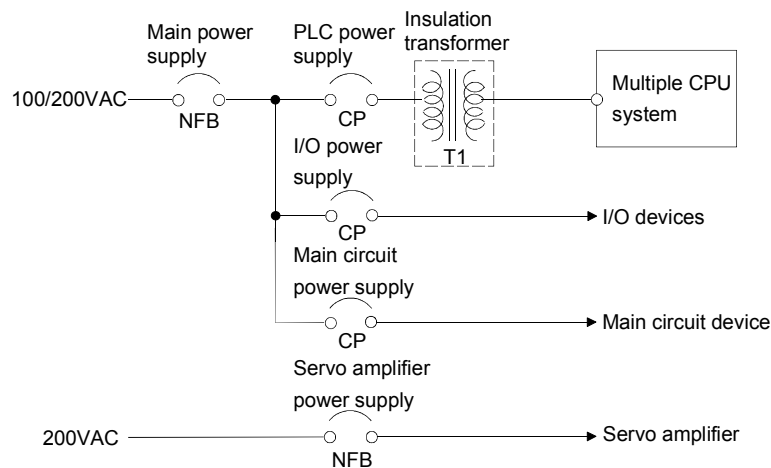 Main power
supply
PLC power
supply
Insulation
transformer
100/200VAC
NFB
CP
T1
Multiple CPU
system
I/O power
supply
CP
I/O devices
Main circuit
power supply
CP
Main circuit device
Servo amplifier
power supply
200VAC
NFB
Servo amplifier